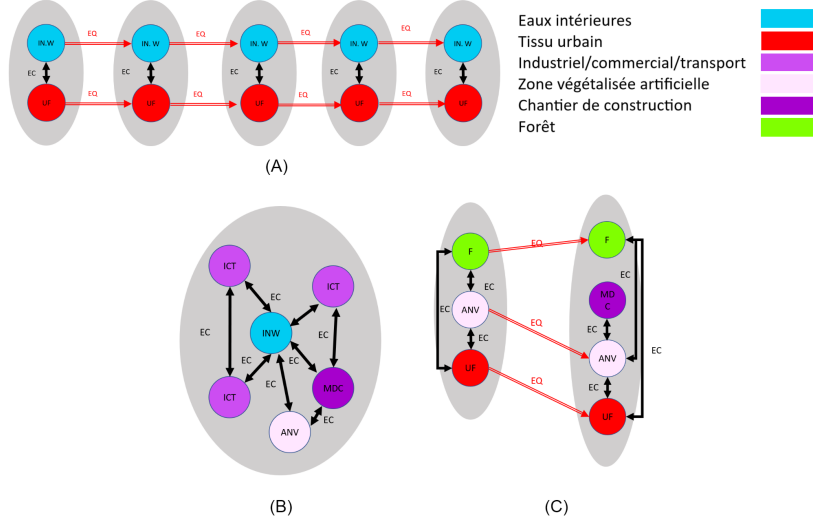 EQ EQ EQ EQ
IN.W IN. W IN. W IN. W IN. W
EC EC EC EC EC
EQ EQ EQ EQ
UF UF UF UF UF
(A)
Eaux intérieures
Tissu urbain
Industriel/commercial/transport
Zone végétalisée artificielle
Chantier de construction
Forêt
ICT
EC
ICT
EC
INW
EC
EC
EC
ICT
MDC
EC
ANV
(B)
F
EQ
F
EC
EC
MD
C
EC
ANV
EQ
EC
EC
EC
ANV
UF
EQ
EC
UF
(C)